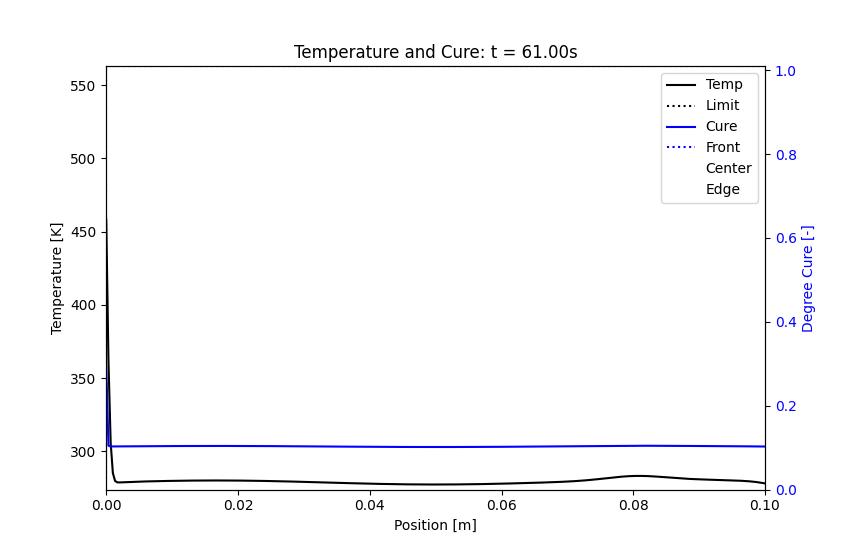 Temperature and Cure: t = 61.00s
550
500
450
400
350
300
Temperature [K]
1.0
0.8
0.6
0.4
0.2
0.0
Degree Cure [-]
Temp
Limit
Cure
Front
Center
Edge
0.00
0.02
0.04
0.06
0.08
0.10
Position [m]